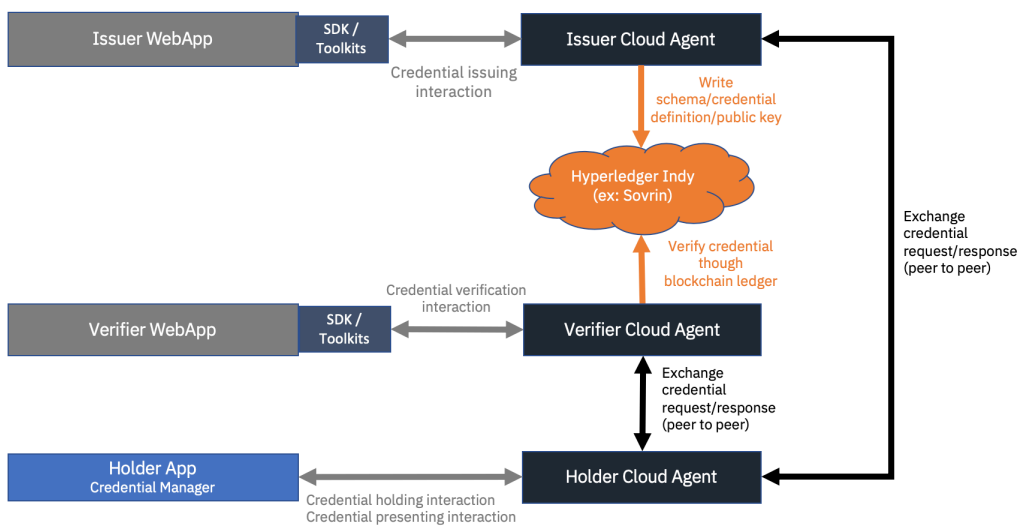 Issuer WebApp
SDK /
Toolkits
Issuer Cloud Agent
Credential issuing
interaction
Write
schema/credential
definition/public key
Hyperledger Indy
(ex: Sovrin)
Exchange
credential
request/response
(peer to peer)
Verify credential
though
blockchain ledger
Credential verification
interaction
Verifier WebApp
SDK /
Toolkits
Verifier Cloud Agent
Exchange
credential
request/response
(peer to peer)
Holder App
Credential Manager
Holder Cloud Agent
Credential holding interaction
Credential presenting interaction